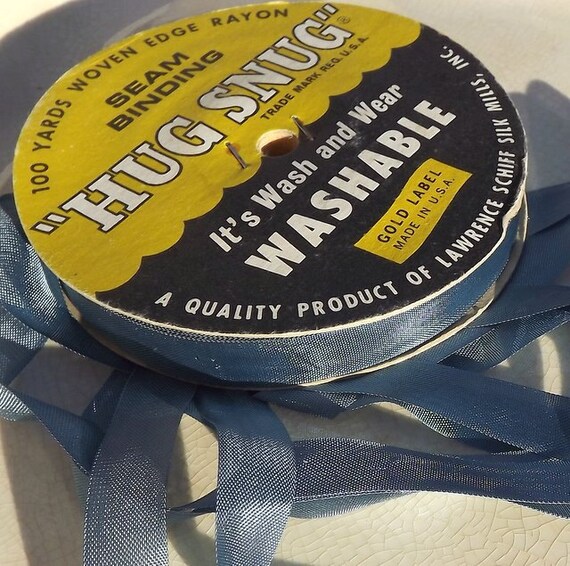 100 YARDS WOVEN EDGE RAYON
SEAM
BINDING
"HUG SNUG"®
TRADE MARK REG. U.S.A.
It's Wash and Wear
WASHABLE
GOLD LABEL
MADE IN U.S.A.
A QUALITY PRODUCT OF LAWRENCE SCHIFF SILK MILLS, INC.